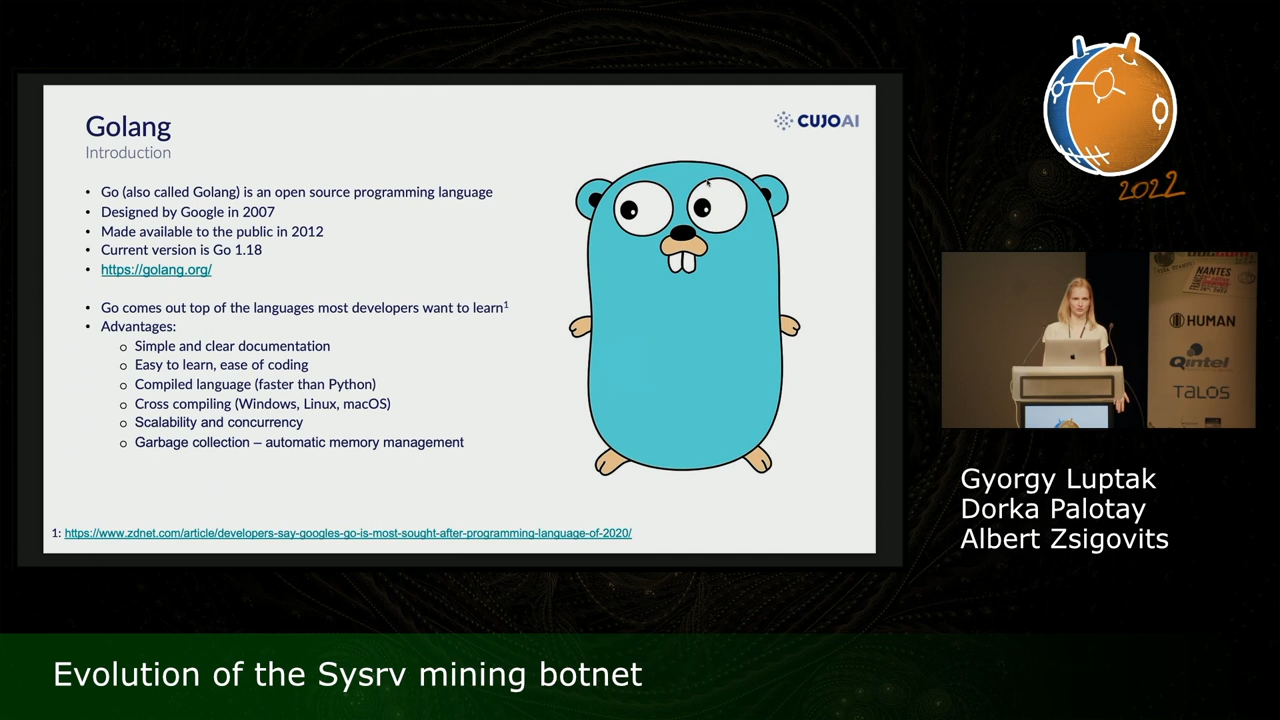 Golang
Introduction
CUJOAI
• Go (also called Golang) is an open source programming language
• Designed by Google in 2007
• Made available to the public in 2012
• Current version is Go 1.18
• https://golang.org/
• Go comes out top of the languages most developers want to learn¹
• Advantages:
o Simple and clear documentation
o Easy to learn, ease of coding
o Compiled language (faster than Python)
o Cross compiling (Windows, Linux, macOS)
o Scalability and concurrency
o Garbage collection – automatic memory management
1: https://www.zdnet.com/article/developers-say-googles-go-is-most-sought-after-programming-language-of-2020/
2022
NANTES
HUMAN
Qintel
TALOS
Gyorgy Luptak
Dorka Palotay
Albert Zsigovits
Evolution of the Sysrv mining botnet